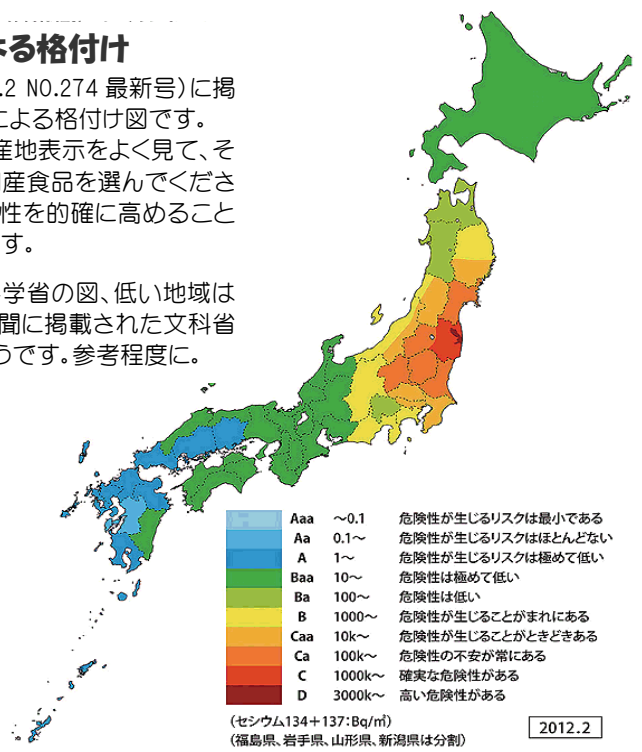 る格付け
.2 NO.274 最新号)に掲
による格付け図です。
産地表示をよく見て、そ
産食品を選んでくださ
性を的確に高めること
す。
学省の図、低い地域は
聞に掲載された文科省
うです。参考程度に。
Aaa ～0.1 危険性が生じるリスクは最小である
Aa 0.1～ 危険性が生じるリスクはほとんどない
A 1～ 危険性が生じるリスクは極めて低い
Baa 10～ 危険性は極めて低い
Ba 100～ 危険性は低い
B 1000～ 危険性が生じることがまれにある
Caa 10k～ 危険性が生じることがときどきある
Ca 100k～ 危険性の不安が常にある
C 1000k～ 確実な危険性がある
D 3000k～ 高い危険性がある
(セシウム134+137:Bq/㎡)
(福島県、岩手県、山形県、新潟県は分割)
2012.2